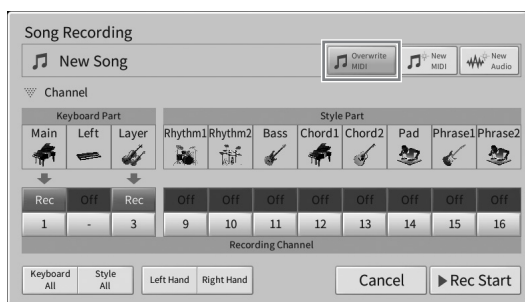 Song Recording
New Song
Overwrite MIDI
New MIDI
New Audio
Channel
Keyboard Part
Style Part
Main Left Layer Rhythm1 Rhythm2 Bass Chord1 Chord2 Pad Phrase1 Phrase2
Rec Off Rec Off Off Off Off Off Off Off Off
1 - 3 9 10 11 12 13 14 15 16
Recording Channel
Keyboard All
Style All
Left Hand
Right Hand
Cancel
Rec Start